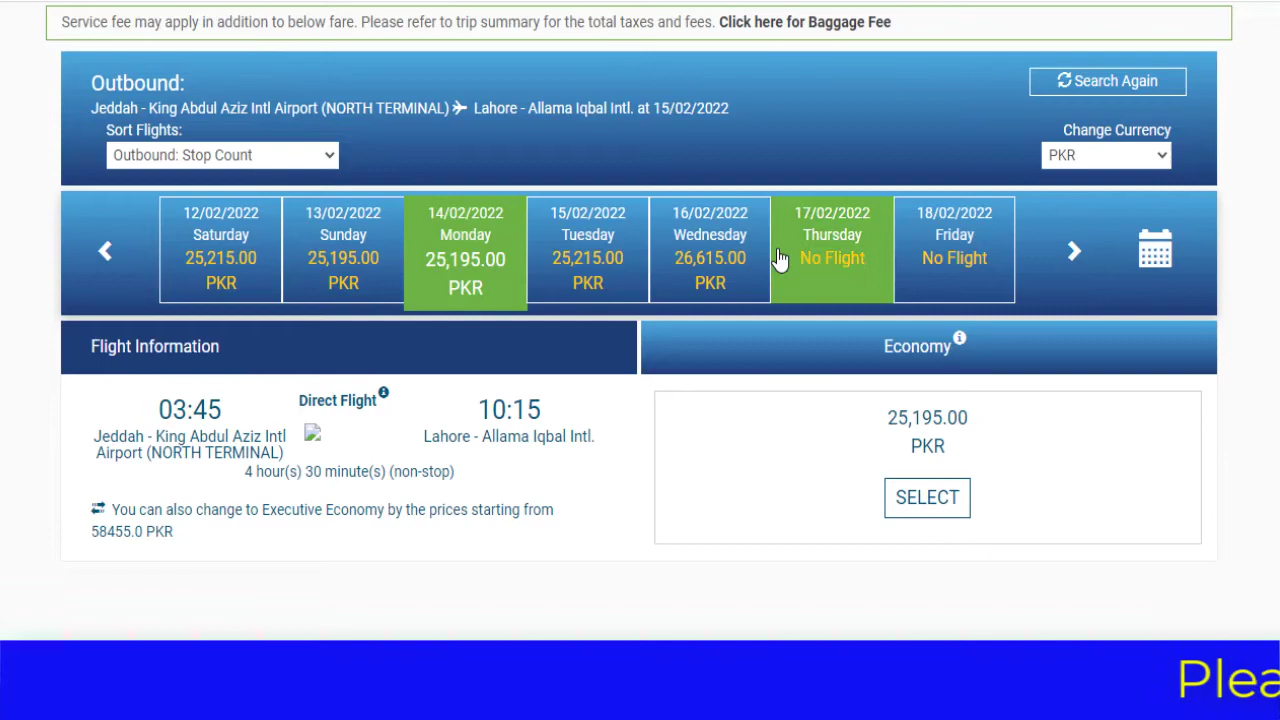 Service fee may apply in addition to below fare. Please refer to trip summary for the total taxes and fees. Click here for Baggage Fee
Outbound:
Search Again
Jeddah - King Abdul Aziz Intl Airport (NORTH TERMINAL) Lahore - Allama Iqbal Intl. at 15/02/2022
Sort Flights:
Change Currency
Outbound: Stop Count
PKR
12/02/2022
Saturday
25,215.00
PKR
13/02/2022
Sunday
25,195.00
PKR
14/02/2022
Monday
25,195.00
PKR
15/02/2022
Tuesday
25,215.00
PKR
16/02/2022
Wednesday
26,615.00
PKR
17/02/2022
Thursday
No Flight
18/02/2022
Friday
No Flight
Flight Information
Economy
03:45
Jeddah - King Abdul Aziz Intl
Airport (NORTH TERMINAL)
Direct Flight
10:15
Lahore - Allama Iqbal Intl.
4 hour(s) 30 minute(s) (non-stop)
You can also change to Executive Economy by the prices starting from
58455.0 PKR
25,195.00
PKR
SELECT
Plea